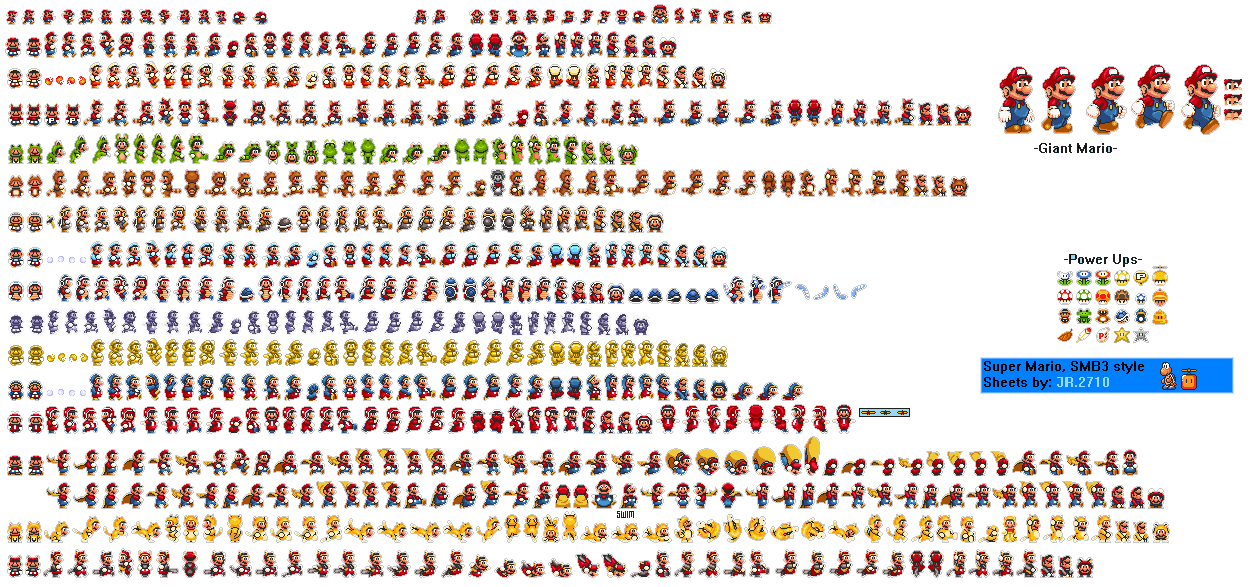 -Giant Mario-
-Power Ups-
Super Mario, SMB3 style
Sheets by: JR.2710
SWIM